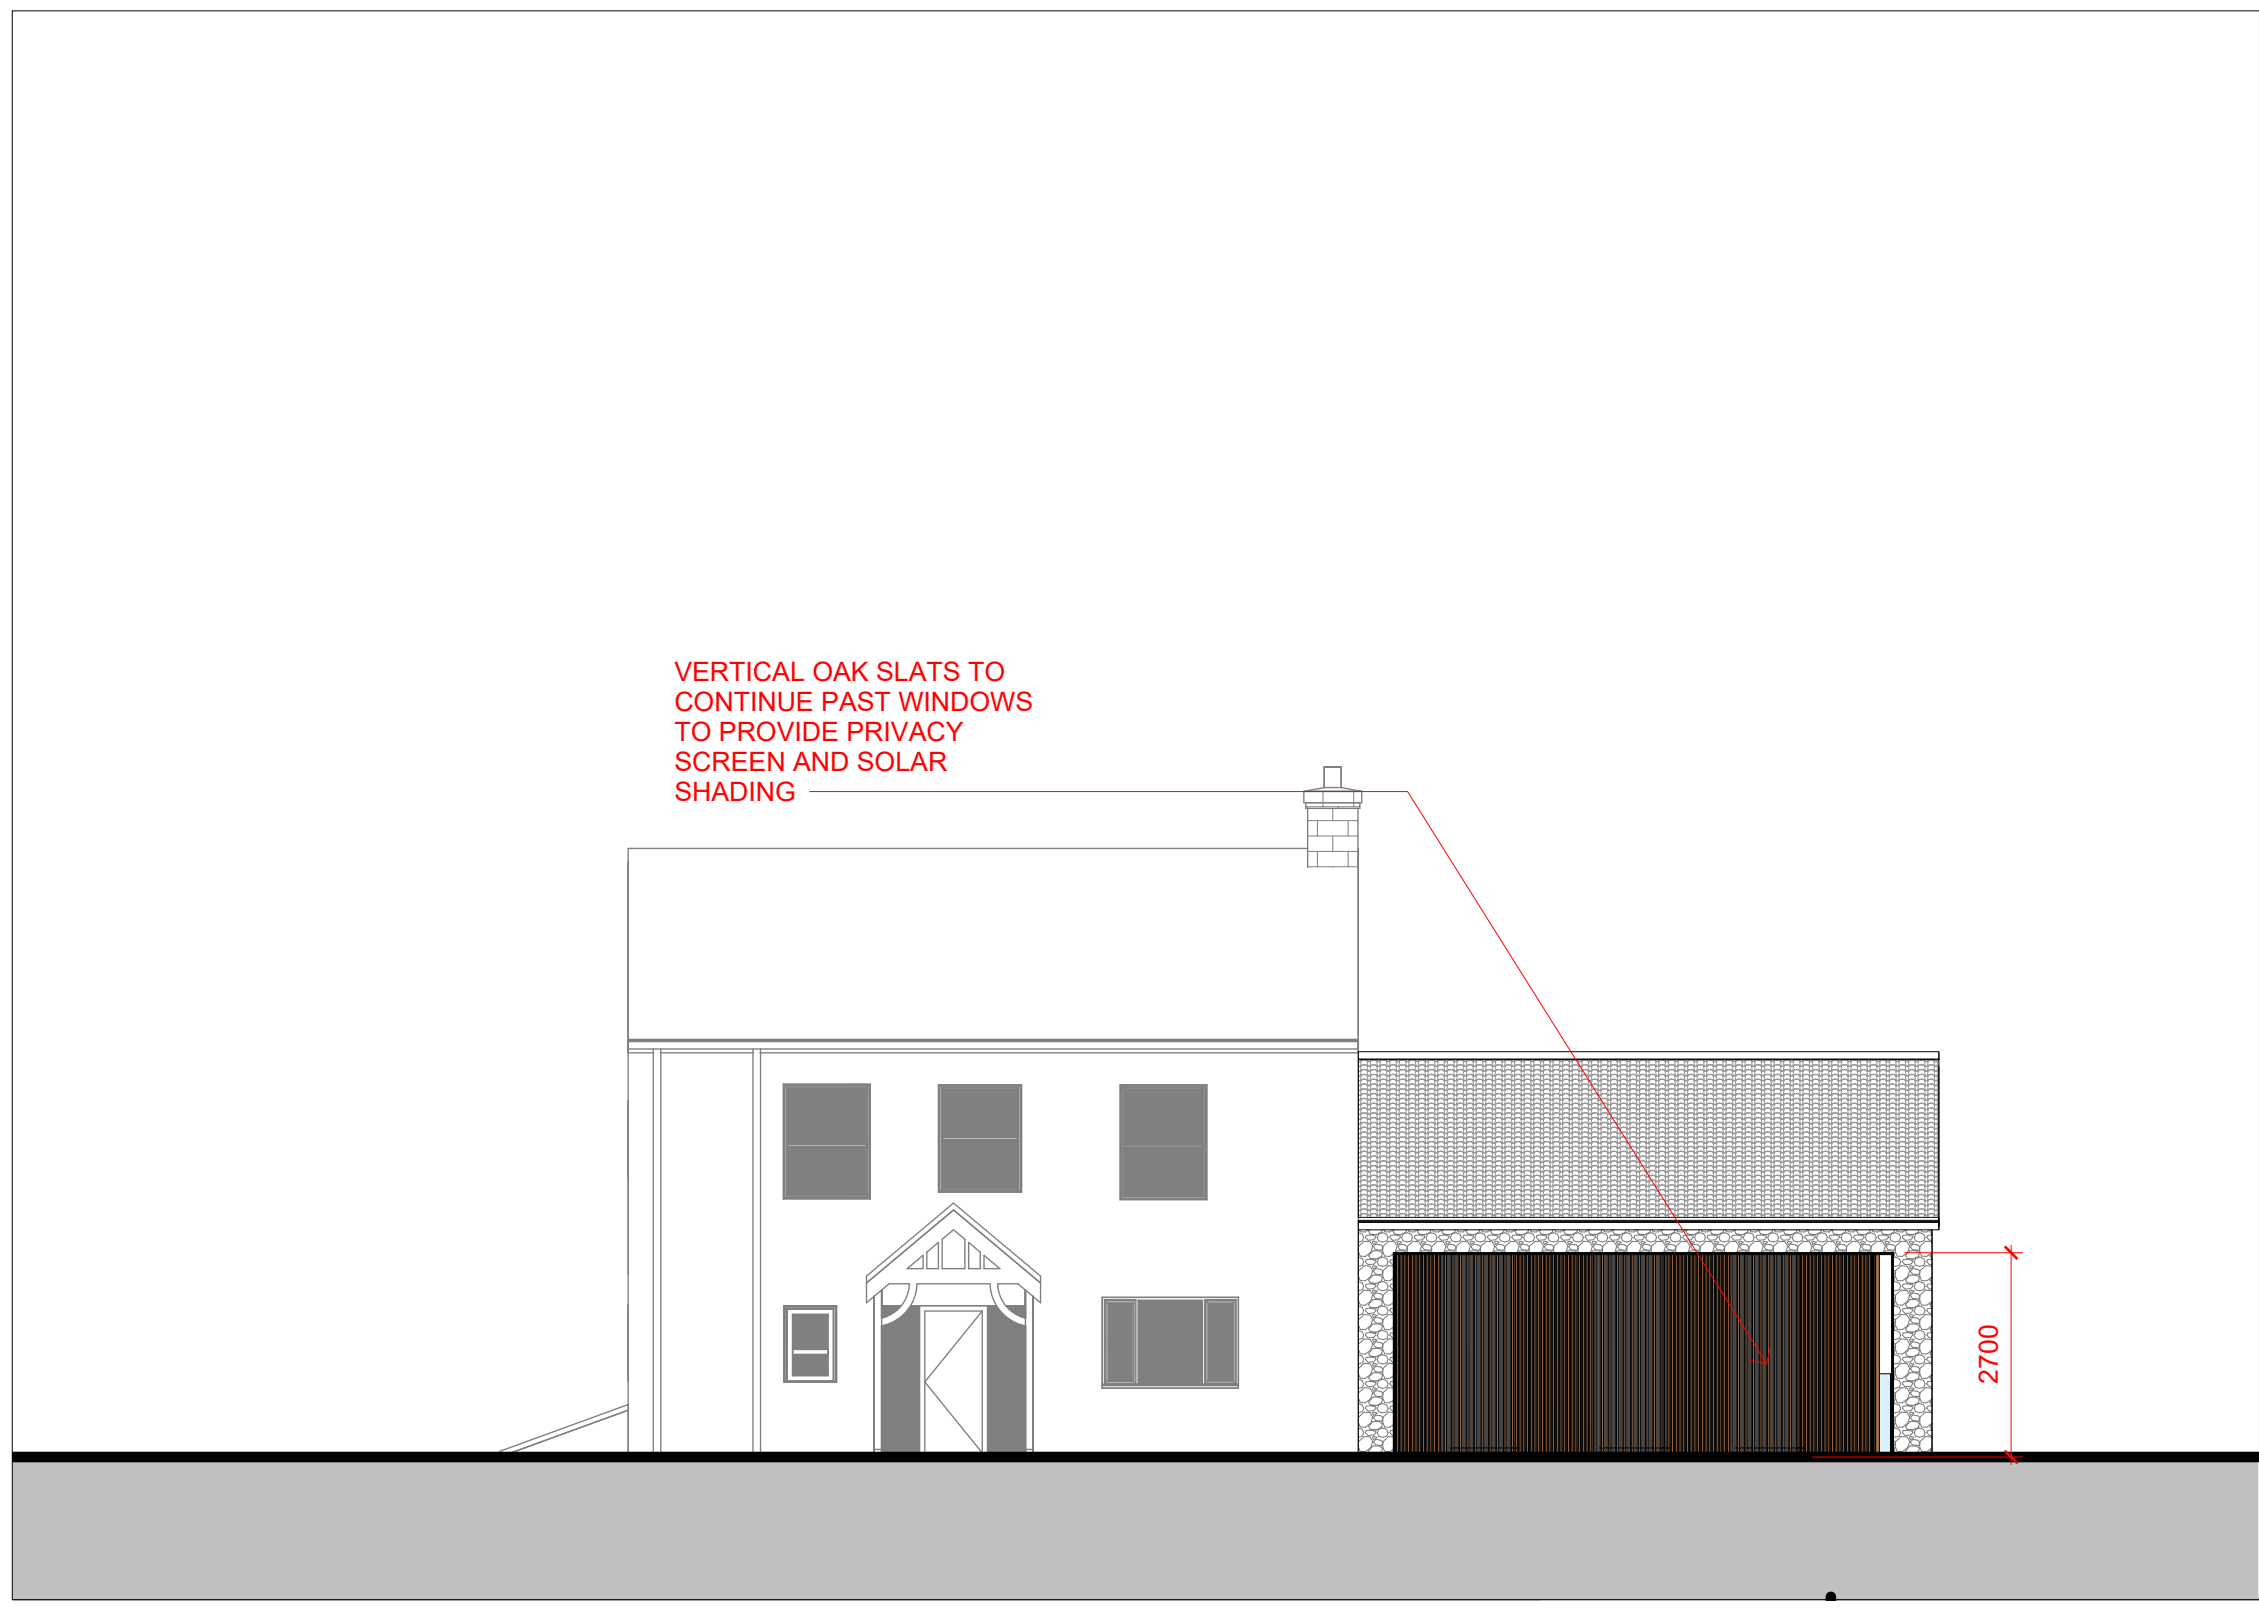 VERTICAL OAK SLATS TO
CONTINUE PAST WINDOWS
TO PROVIDE PRIVACY
SCREEN AND SOLAR
SHADING
2700